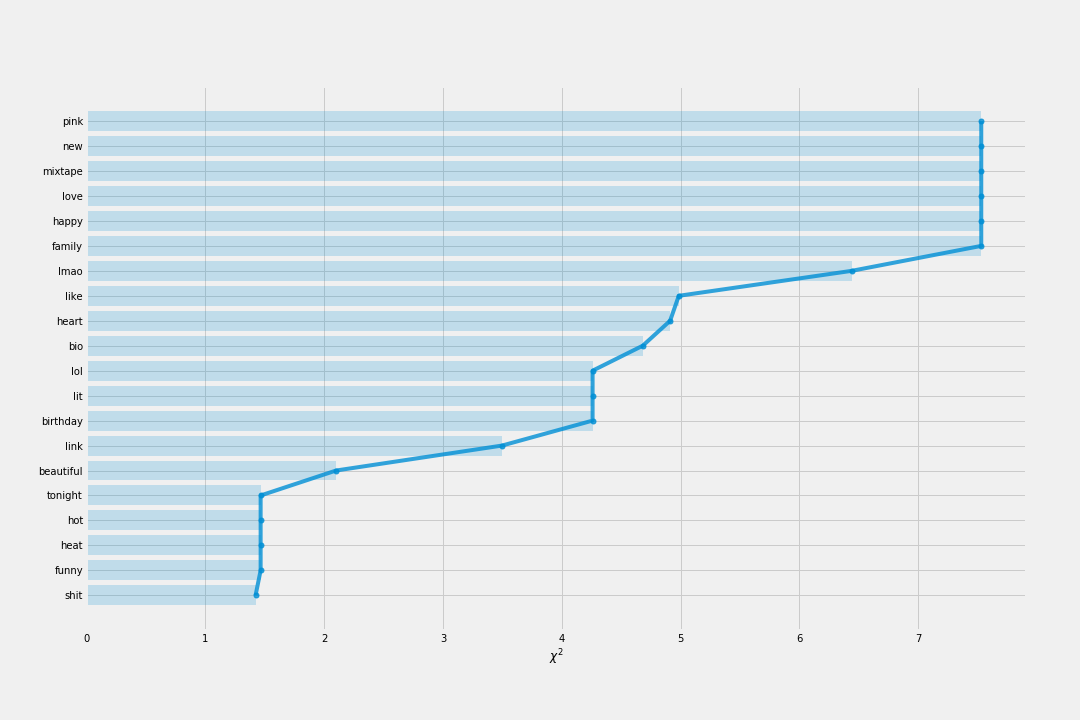 pink
new
mixtape
love
happy
family
lmao
like
heart
bio
lol
lit
birthday
link
beautiful
tonight
hot
heat
funny
shit
0 1 2 3 4 5 6 7
χ²